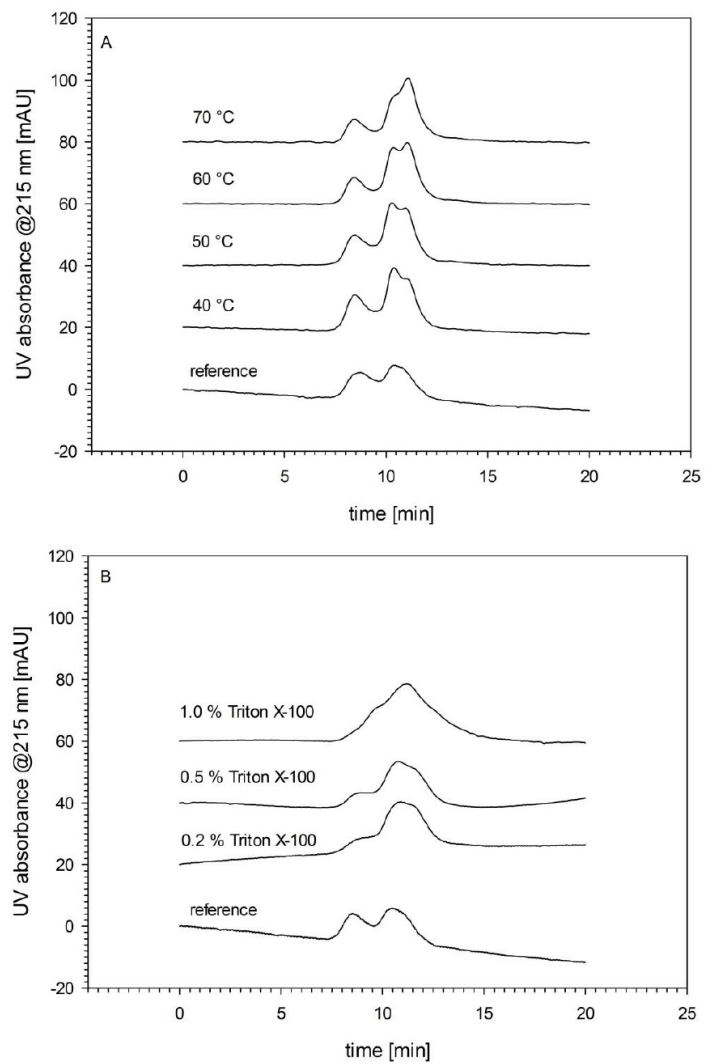 A
UV absorbance @215 nm [mAU]
120
100
80
60
40
20
0
-20
70 °C
60 °C
50 °C
40 °C
reference
0
5
10
15
20
25
time [min]
B
UV absorbance @215 nm [mAU]
120
100
80
60
40
20
0
-20
1.0 % Triton X-100
0.5 % Triton X-100
0.2 % Triton X-100
reference
0
5
10
15
20
25
time [min]